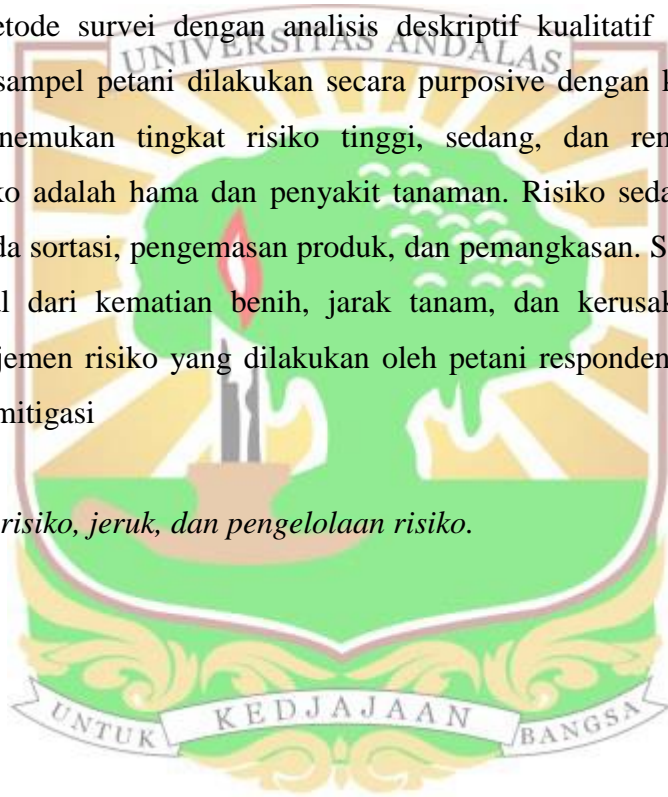 etode survei dengan analisis deskriptif kualitatif
UNIVERSITAS ANDALAS
sampel petani dilakukan secara purposive dengan k
nemukan tingkat risiko tinggi, sedang, dan ren
ko adalah hama dan penyakit tanaman. Risiko seda
da sortasi, pengemasan produk, dan pemangkasan. S
al dari kematian benih, jarak tanam, dan kerusak
jemen risiko yang dilakukan oleh petani responden
mitigasi
risiko, jeruk, dan pengelolaan risiko.
UNTUK KEDJAJAAN BANGSA